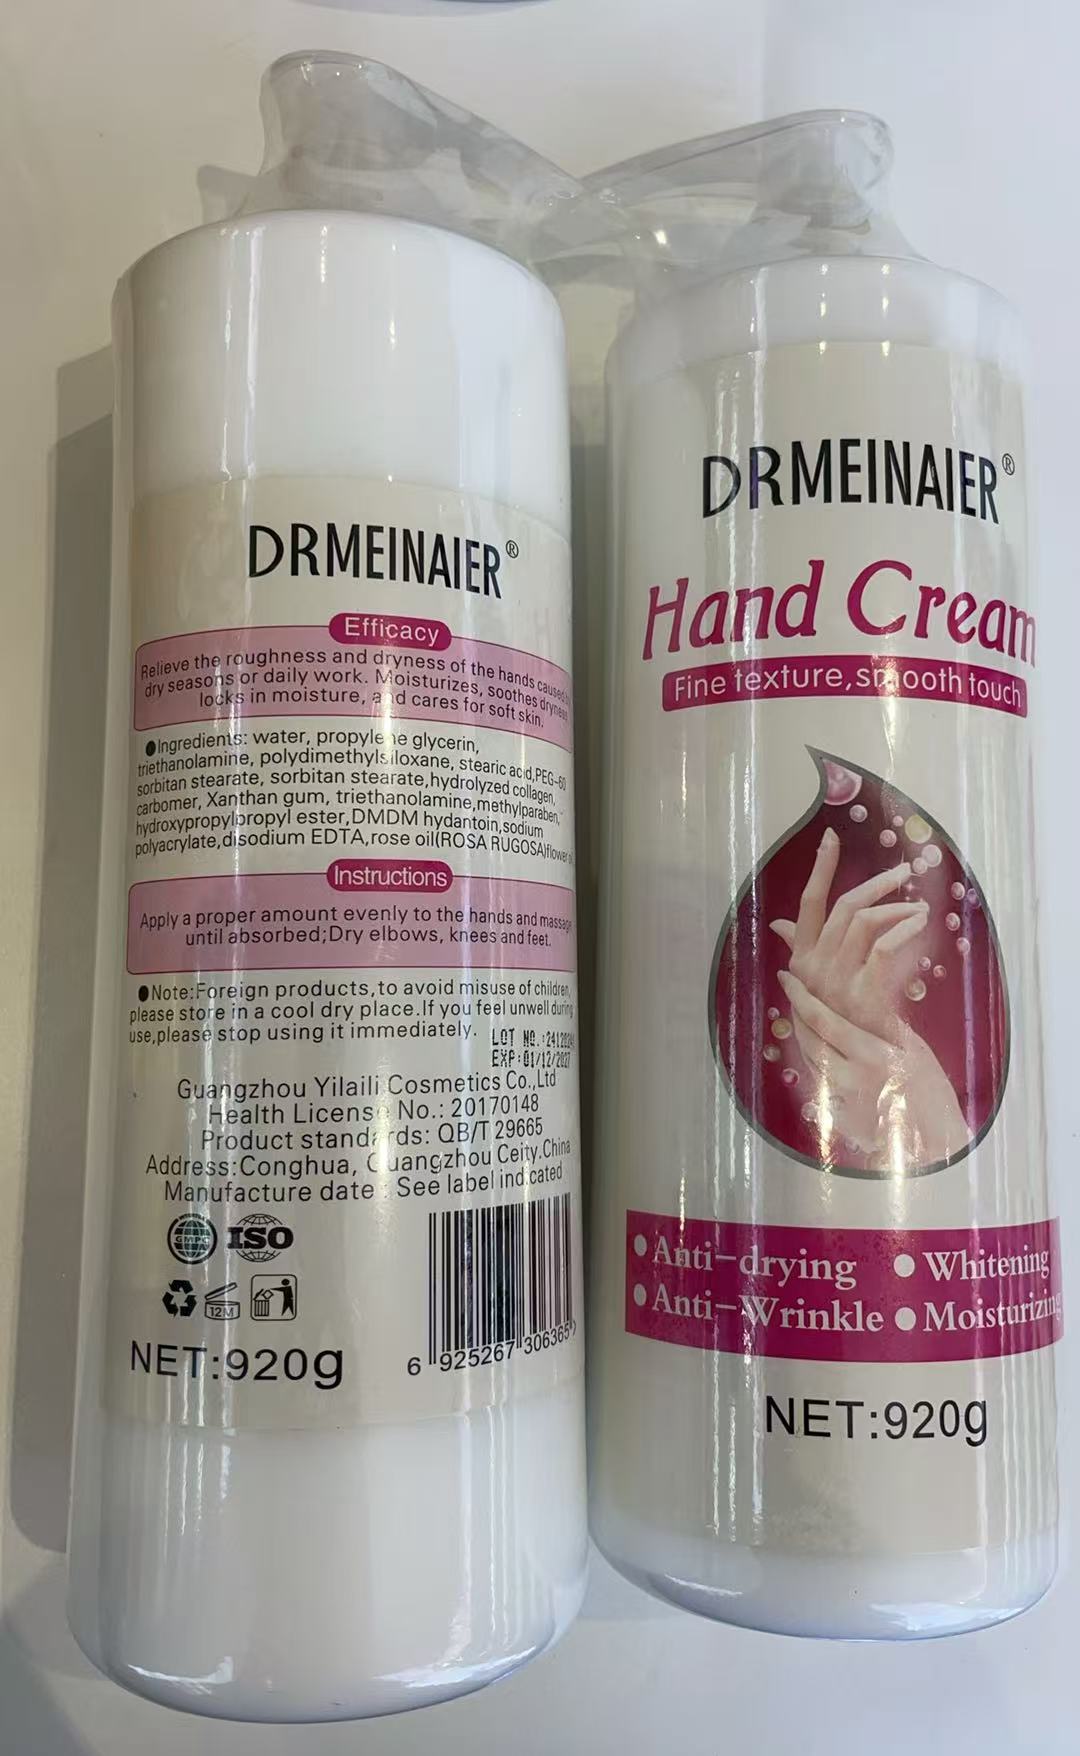 DRMEINAIER®
Efficacy
Relieve the roughness and dryness of the hands caused
dry seasons or daily work. Moisturizes, soothes dryness
locks in moisture, and cares for soft skin.
●Ingredients: water, propylene glycerin,
triethanolamine, polydimethylsiloxane, stearic acid,PEG-60
sorbitan stearate, sorbitan stearate,hydrolyzed collagen,
carbomer, Xanthan gum, triethanolamine,methylparaben,
hydroxypropylpropyl ester,DMDM hydantoin,sodium
polyacrylate,disodium EDTA,rose oil(ROSA RUGOSA)flower
Instructions
Apply a proper amount evenly to the hands and massage
until absorbed;Dry elbows, knees and feet.
●Note:Foreign products,to avoid misuse of children,
please store in a cool dry place.If you feel unwell during
use,please stop using it immediately.
LOT NO.:
EXP:01/12/2027
Guangzhou Yilaili Cosmetics Co.,Ltd
Health License No.: 20170148
Product standards: QB/T 29665
Address:Conghua, Guangzhou Ceity.China
Manufacture date : See label indicated
GMPC ISO
12M
NET:920g
6 925267 306365
DRMEINAIER®
Hand Cream
Fine texture,smooth touch
●Anti-drying ●Whitening
●Anti-Wrinkle ●Moisturizing
NET:920g